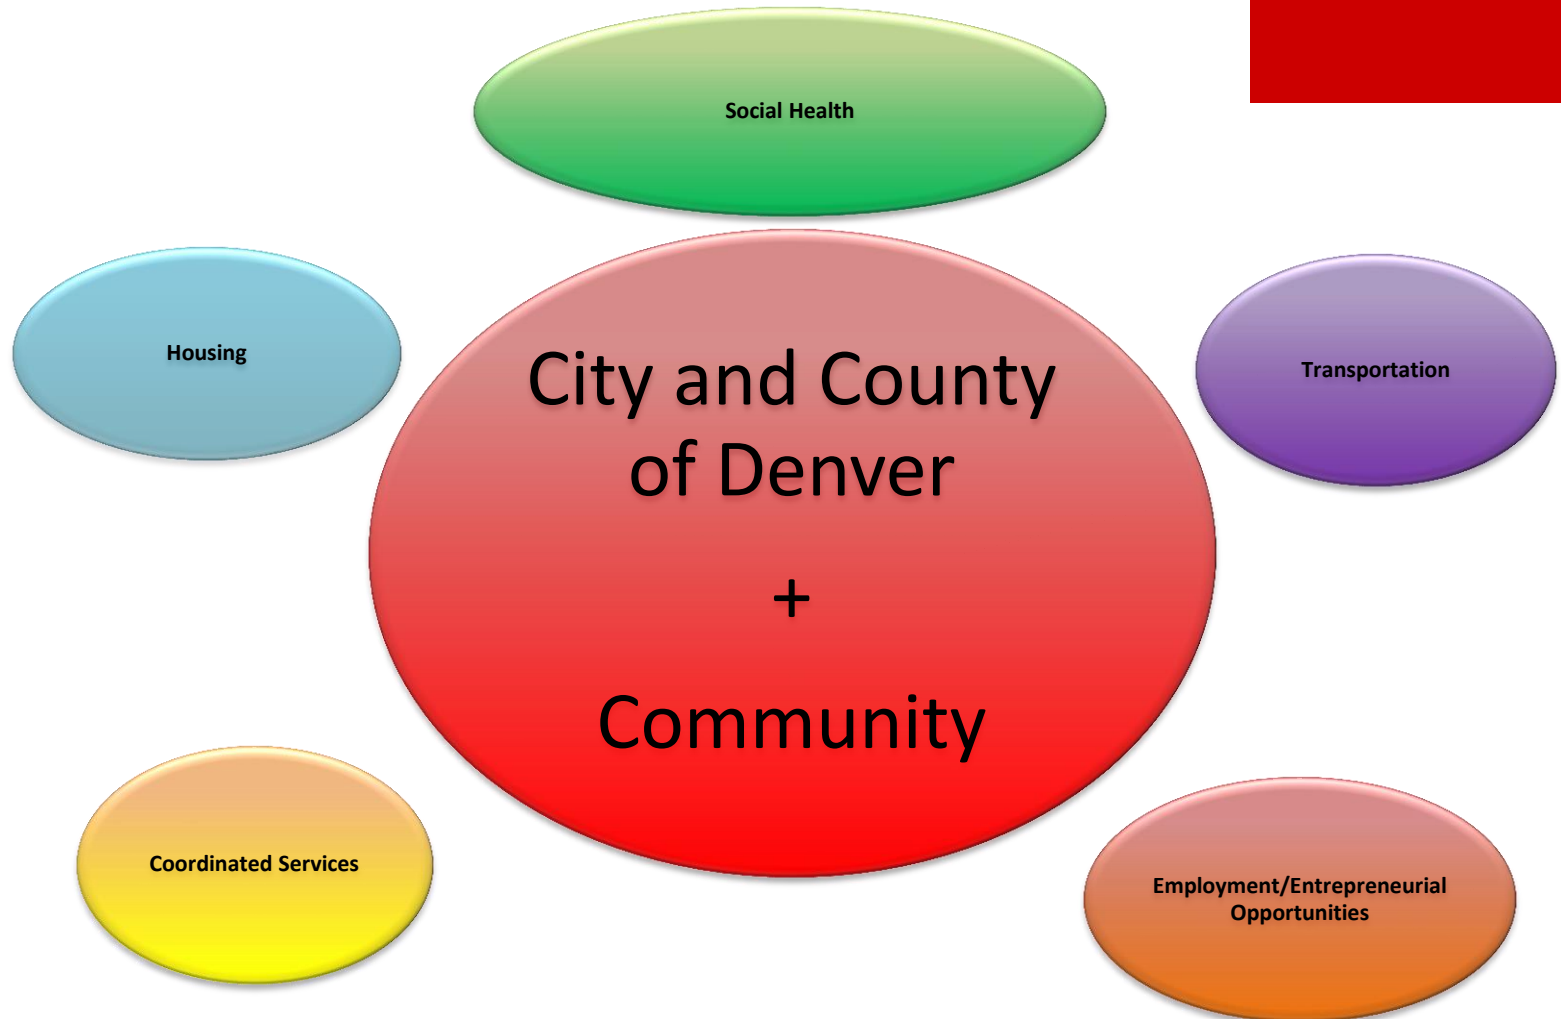 Social Health
Housing
Transportation
City and County
of Denver
+
Community
Coordinated Services
Employment/Entrepreneurial
Opportunities